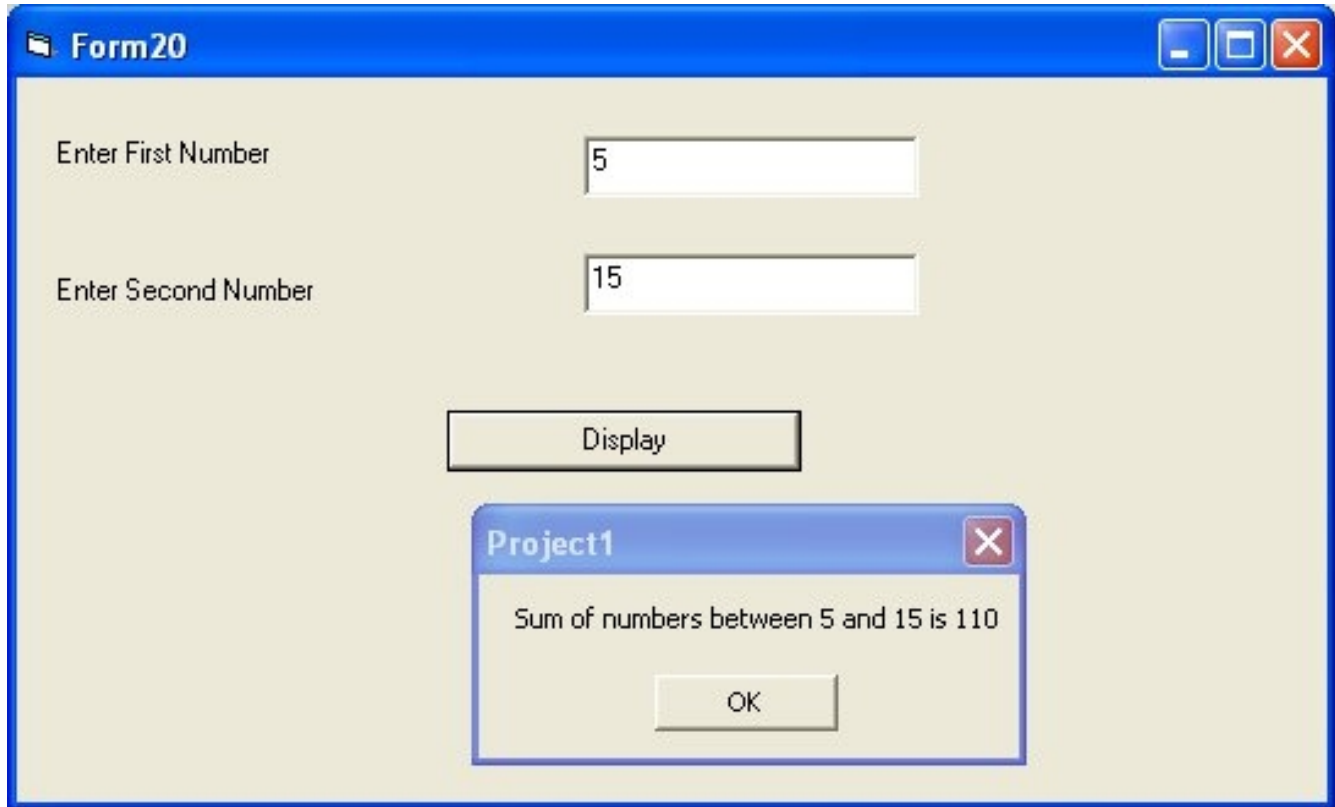 Form20
Enter First Number
5
Enter Second Number
15
Display
Project1
Sum of numbers between 5 and 15 is 110
OK